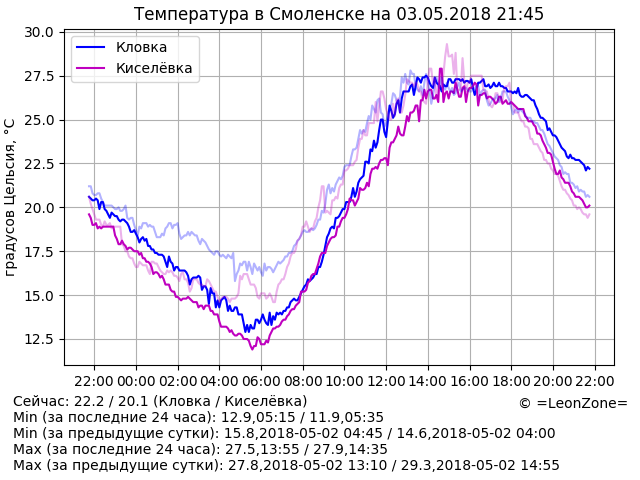 Температура в Смоленске на 03.05.2018 21:45
градусов Цельсия, °C
30.0
27.5
25.0
22.5
20.0
17.5
15.0
12.5
Кловка
Киселёвка
22:00 00:00 02:00 04:00 06:00 08:00 10:00 12:00 14:00 16:00 18:00 20:00 22:00
Сейчас: 22.2 / 20.1 (Кловка / Киселёвка)
© =LeonZone=
Min (за последние 24 часа): 12.9,05:15 / 11.9,05:35
Min (за предыдущие сутки): 15.8,2018-05-02 04:45 / 14.6,2018-05-02 04:00
Max (за последние 24 часа): 27.5,13:55 / 27.9,14:35
Max (за предыдущие сутки): 27.8,2018-05-02 13:10 / 29.3,2018-05-02 14:55